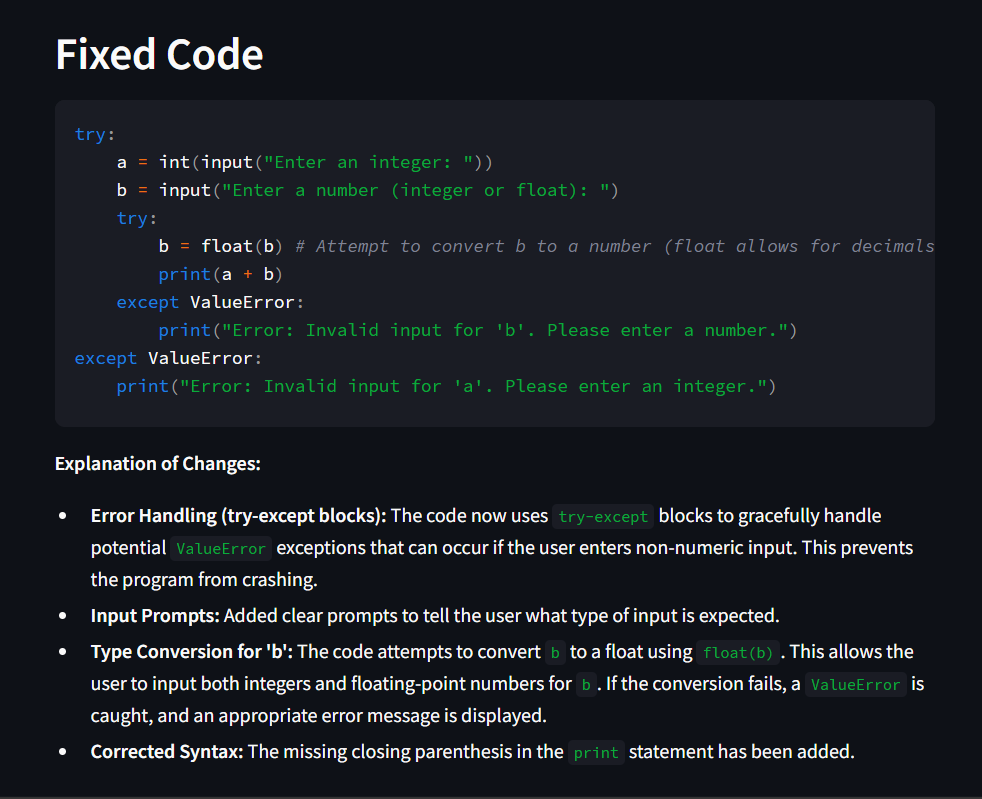 Fixed Code
try:
    a = int(input("Enter an integer: "))
    b = input("Enter a number (integer or float): ")
    try:
        b = float(b) # Attempt to convert b to a number (float allows for decimals
        print(a + b)
    except ValueError:
        print("Error: Invalid input for 'b'. Please enter a number.")
except ValueError:
    print("Error: Invalid input for 'a'. Please enter an integer.")
Explanation of Changes:
• Error Handling (try-except blocks): The code now uses try-except blocks to gracefully handle
potential ValueError exceptions that can occur if the user enters non-numeric input. This prevents
the program from crashing.
• Input Prompts: Added clear prompts to tell the user what type of input is expected.
• Type Conversion for 'b': The code attempts to convert b to a float using float(b). This allows the
user to input both integers and floating-point numbers for b. If the conversion fails, a ValueError is
caught, and an appropriate error message is displayed.
• Corrected Syntax: The missing closing parenthesis in the print statement has been added.